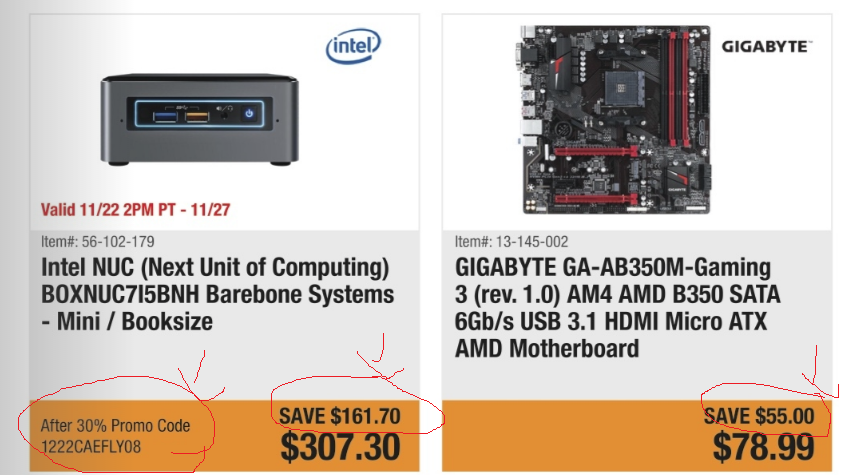 intel
Valid 11/22 2PM PT - 11/27
Item#: 56-102-179
Intel NUC (Next Unit of Computing)
BOXNUC7I5BNH Barebone Systems
- Mini / Booksize
After 30% Promo Code
1222CAEFLY08
SAVE $161.70
$307.30
GIGABYTE™
GIGABYTE
Item#: 13-145-002
GIGABYTE GA-AB350M-Gaming
3 (rev. 1.0) AM4 AMD B350 SATA
6Gb/s USB 3.1 HDMI Micro ATX
AMD Motherboard
SAVE $55.00
$78.99